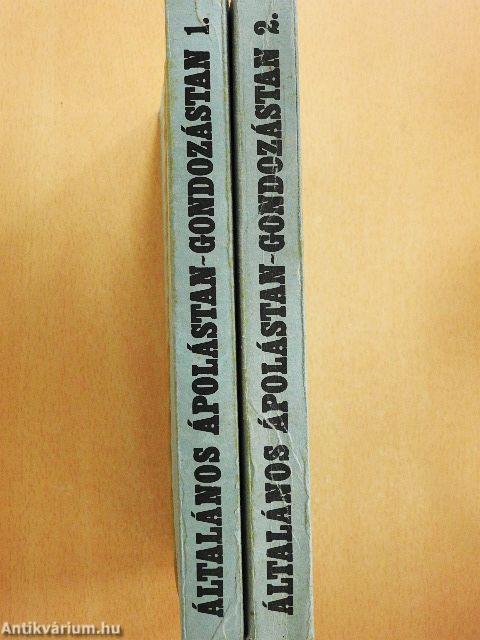 ÁLTALÁNOS ÁPOLÁSTAN~GONDOZÁSTAN 1.
ÁLTALÁNOS ÁPOLÁSTAN~GONDOZÁSTAN 2.
Antikvárium.hu